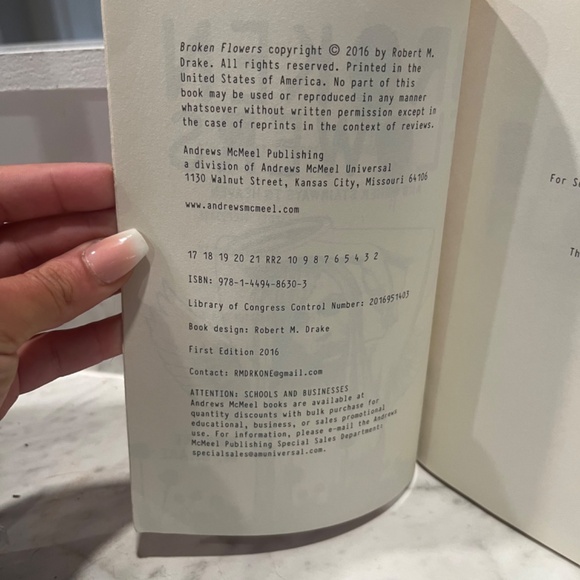 Broken Flowers copyright © 2016 by Robert M.
Drake. All rights reserved. Printed in the
United States of America. No part of this
book may be used or reproduced in any manner
whatsoever without written permission except in
the case of reprints in the context of reviews.
Andrews McMeel Publishing
a division of Andrews McMeel Universal
1130 Walnut Street, Kansas City, Missouri 64106
www.andrewsmcmeel.com
17 18 19 20 21 RR2 10 9 8 7 6 5 4 3 2
ISBN: 978-1-4494-8630-3
Library of Congress Control Number: 2016951403
Book design: Robert M. Drake
First Edition 2016
Contact: RMDRKONE@gmail.com
ATTENTION: SCHOOLS AND BUSINESSES
Andrews McMeel books are available at
quantity discounts with bulk purchase for
educational, business, or sales promotional
use. For information, please e-mail the Andrews
McMeel Publishing Special Sales Department:
specialsales@amuniversal.com.
For